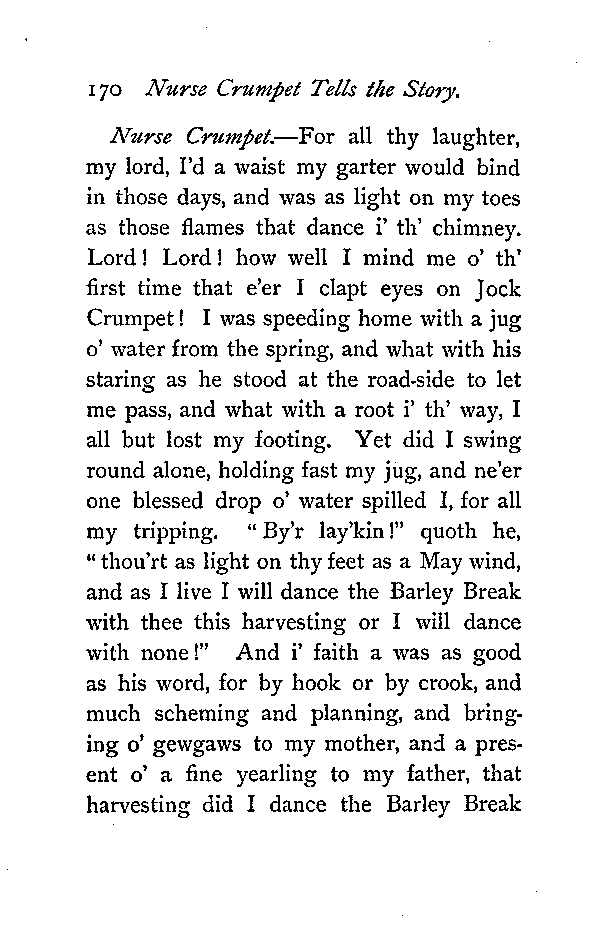 170 Nurse Crumpet Tells the Story.
Nurse Crumpet.—For all thy laughter,
my lord, I'd a waist my garter would bind
in those days, and was as light on my toes
as those flames that dance i' th' chimney.
Lord! Lord! how well I mind me o' th'
first time that e'er I clapt eyes on Jock
Crumpet! I was speeding home with a jug
o' water from the spring, and what with his
staring as he stood at the road-side to let
me pass, and what with a root i' th' way, I
all but lost my footing. Yet did I swing
round alone, holding fast my jug, and ne'er
one blessed drop o' water spilled I, for all
my tripping. "By'r lay'kin!" quoth he,
"thou'rt as light on thy feet as a May wind,
and as I live I will dance the Barley Break
with thee this harvesting or I will dance
with none!" And i' faith a was as good
as his word, for by hook or by crook, and
much scheming and planning, and bring-
ing o' gewgaws to my mother, and a pres-
ent o' a fine yearling to my father, that
harvesting did I dance the Barley Break